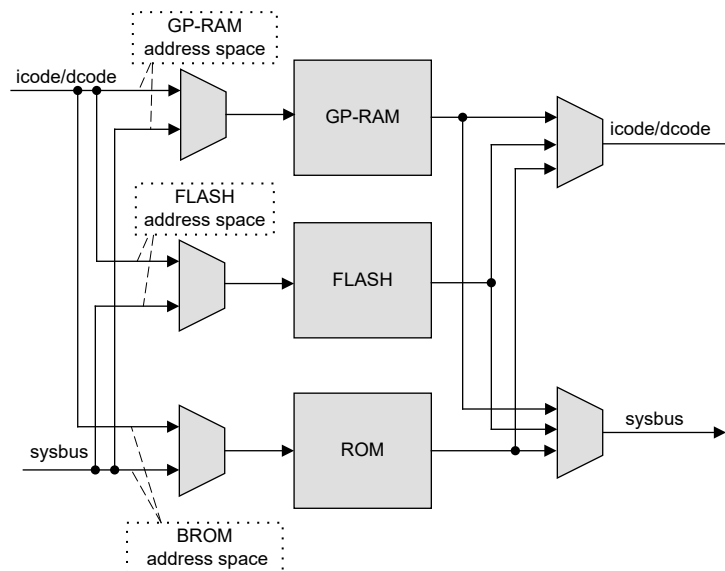 GP-RAM
address space
icode/dcode
GP-RAM
icode/dcode
FLASH
address space
FLASH
sysbus
ROM
sysbus
BROM
address space